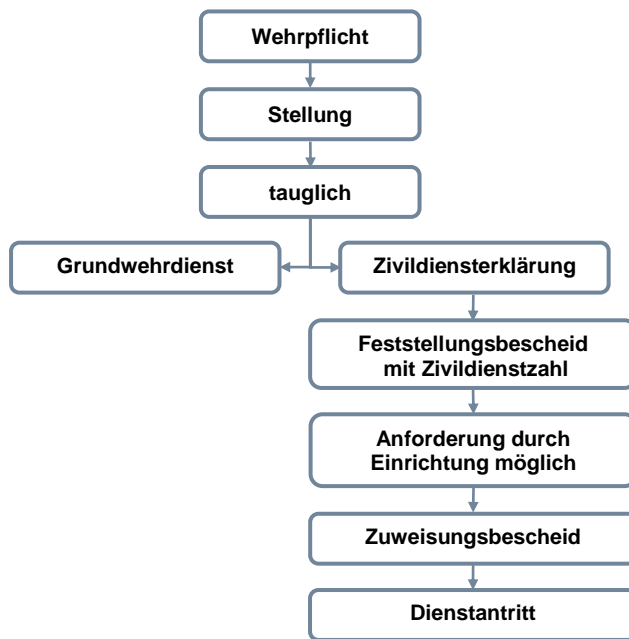 Wehrpflicht
Stellung
tauglich
Grundwehrdienst
Zivildiensterklärung
Feststellungsbescheid
mit Zivildienstzahl
Anforderung durch
Einrichtung möglich
Zuweisungsbescheid
Dienstantritt